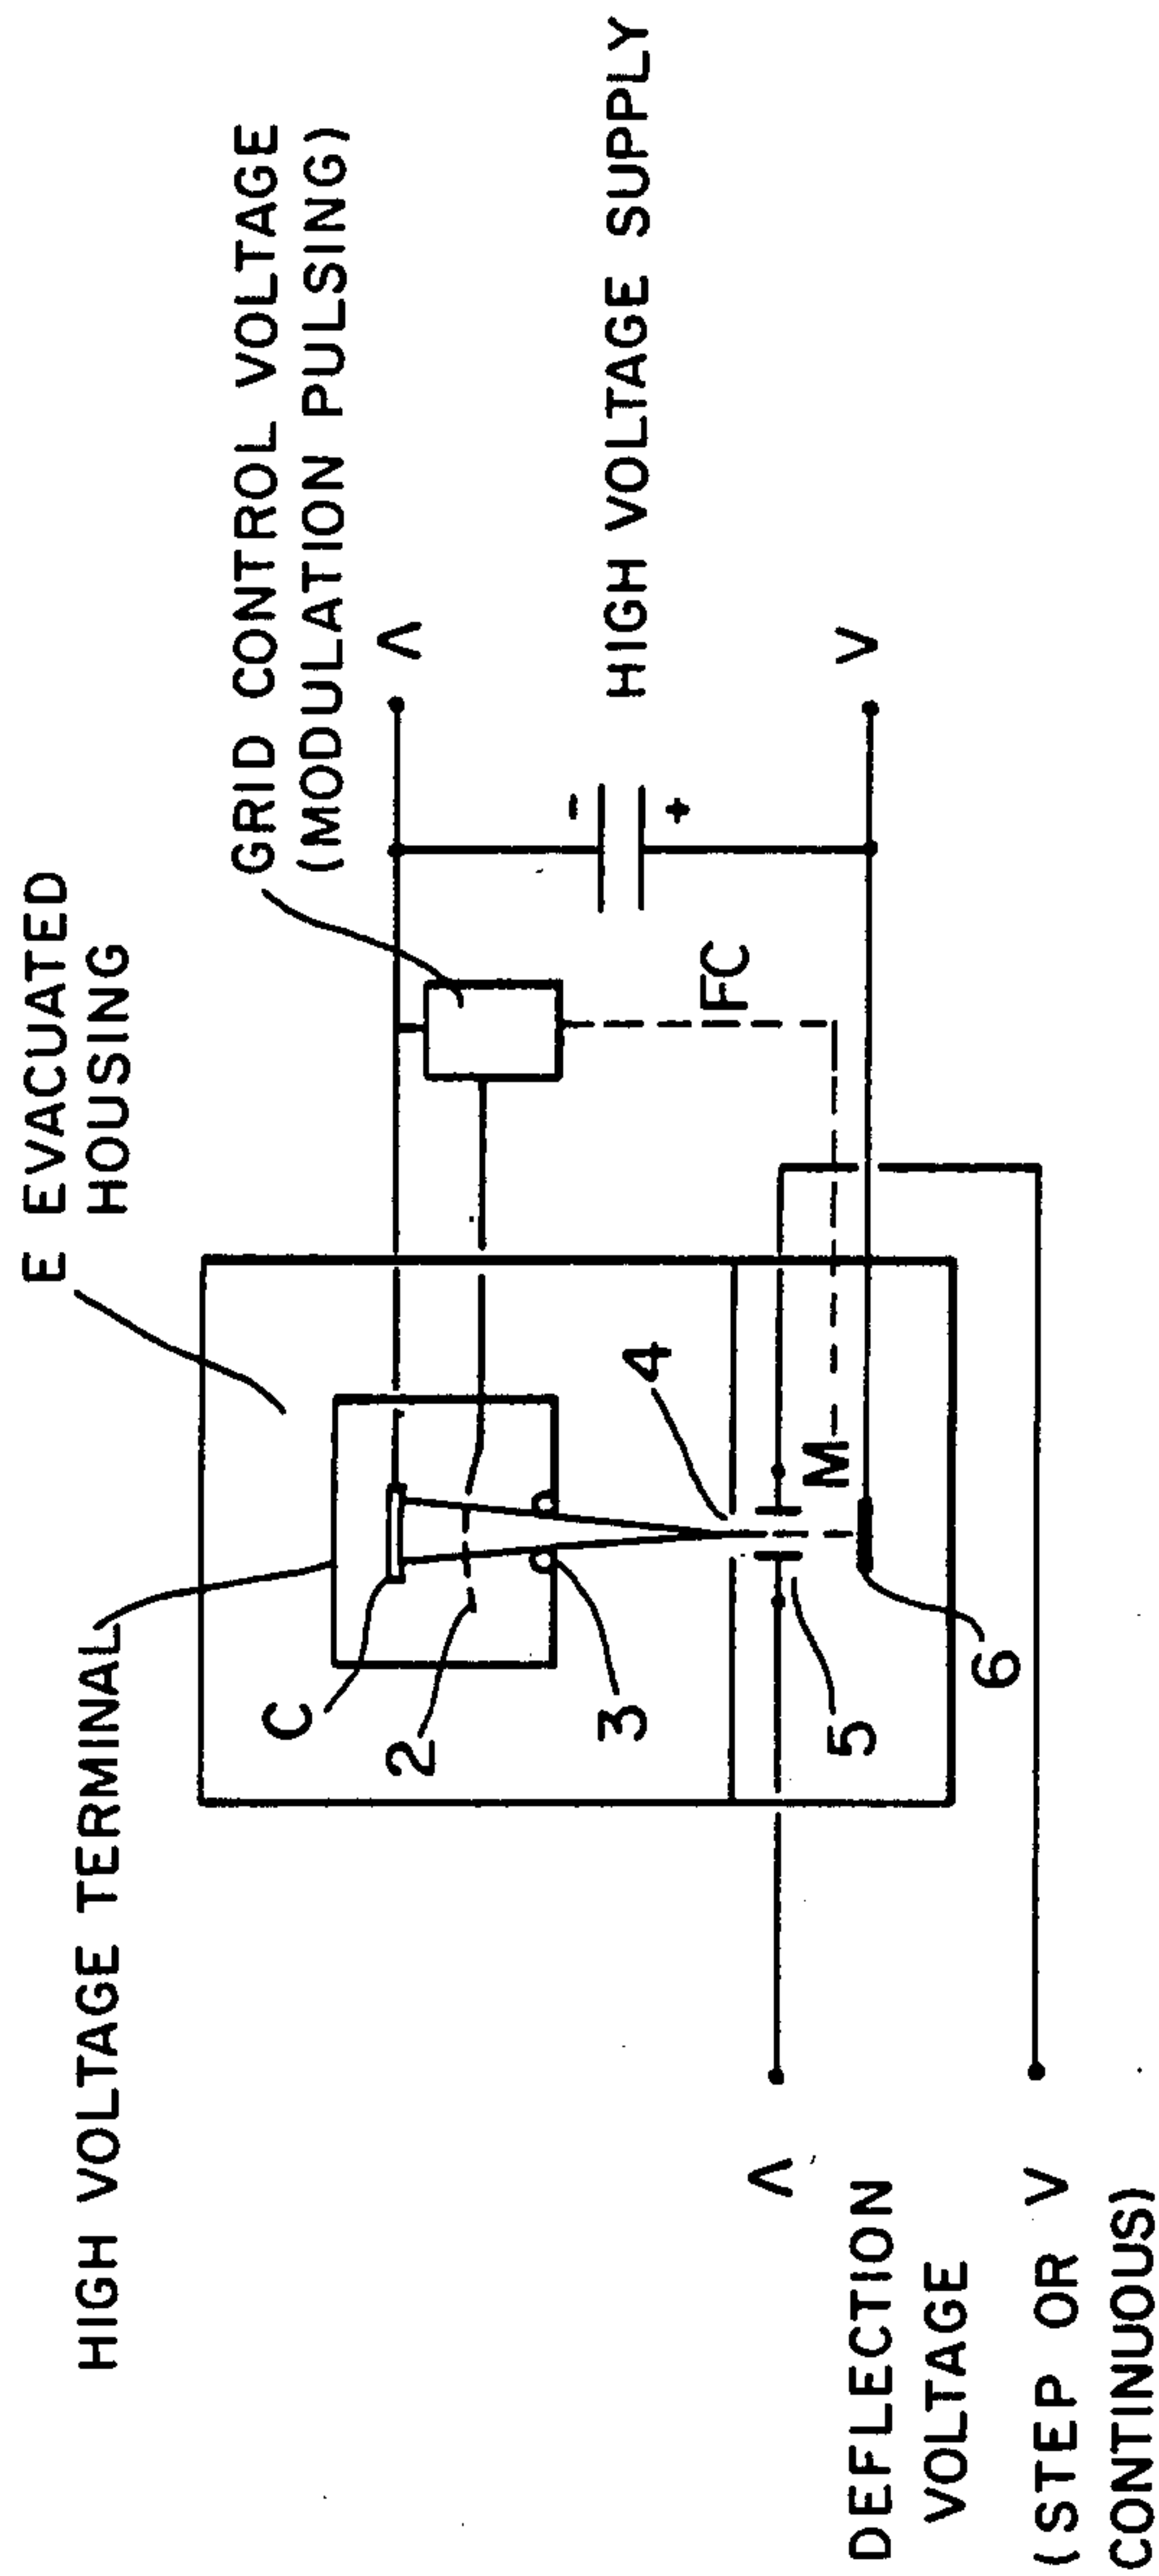 E EVACUATED
HOUSING
HIGH VOLTAGE TERMINAL
GRID CONTROL VOLTAGE
(MODULATION PULSING)
C
2
3
4
5
M
6
FC
-
+
<
>
HIGH VOLTAGE SUPPLY
<
DEFLECTION
VOLTAGE
(STEP OR >
CONTINUOUS)